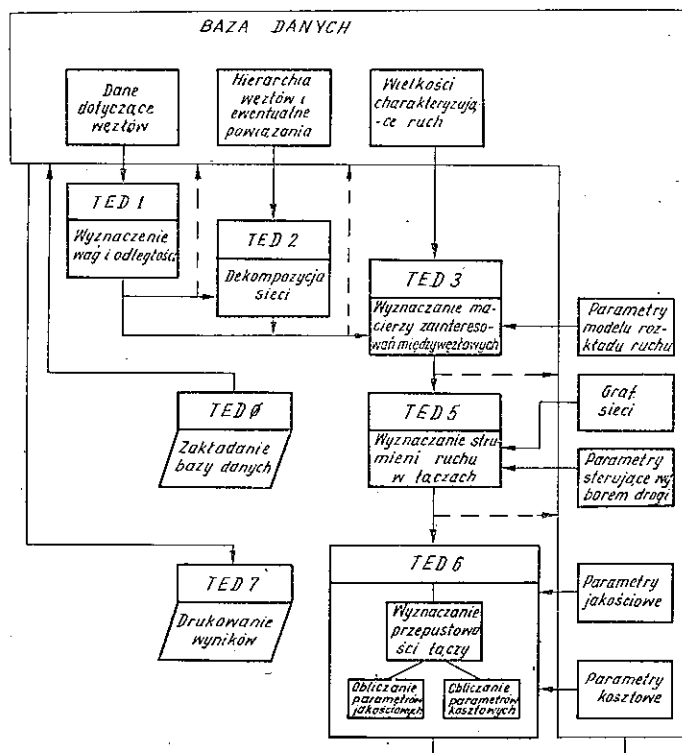 BAZA DANYCH
Dane
dotyczące
węzłów
Hierarchia
węzłów i
ewentualne
powiązania
Wielkości
charakteryzują-
-ce ruch
TED 1
Wyznaczenie
wag i odległości
TED 2
Dekompozycja
sieci
TED 3
Wyznaczanie ma-
cierzy zaintereso-
wań międzywęzłowych
Parametry
modelu roz-
kładu ruchu
TED Ø
Zakładanie
bazy danych
TED 5
Wyznaczanie stru-
mieni ruchu
w łączach
Graf
sieci
Parametry
sterujące wy
borem drogi
TED 7
Drukowanie
wyników
TED 6
Wyznaczanie
przepustowo
ości łączy
Obliczanie
parametrów
jakościowych
Obliczanie
parametrów
kosztowych
Parametry
jakościowe
Parametry
kosztowe